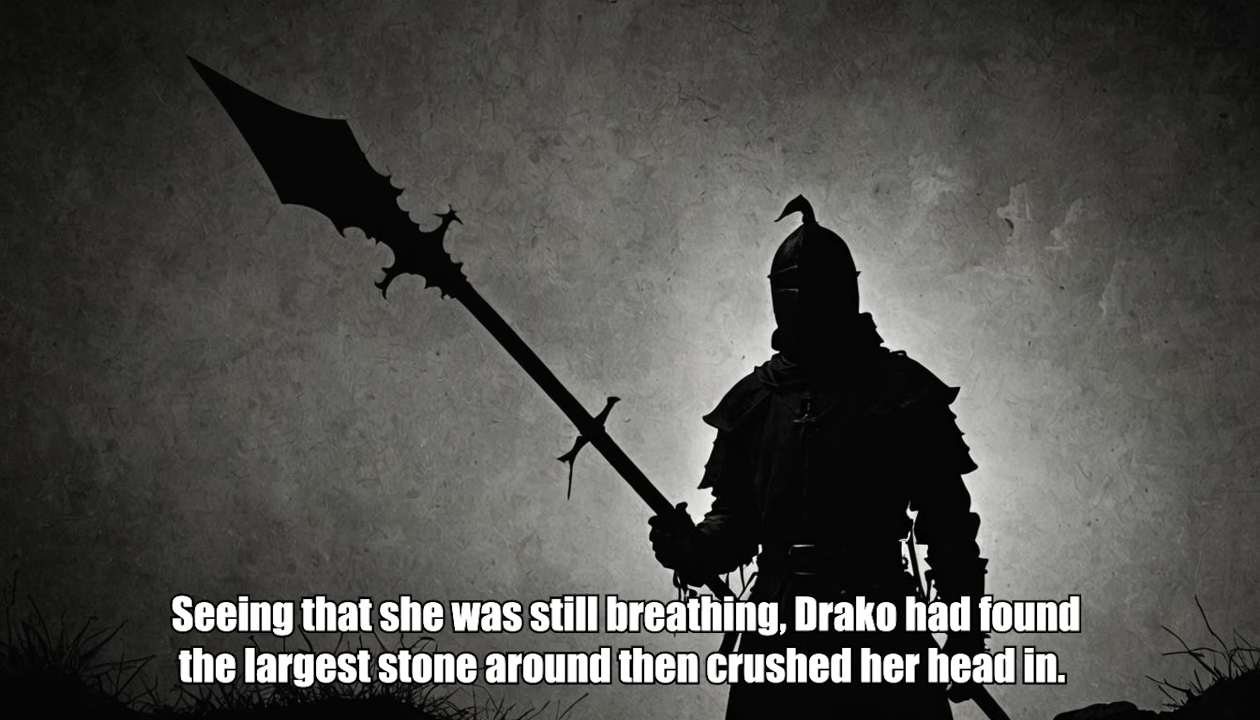 Seeing that she was still breathing, Drako had found
the largest stone around then crushed her head in.